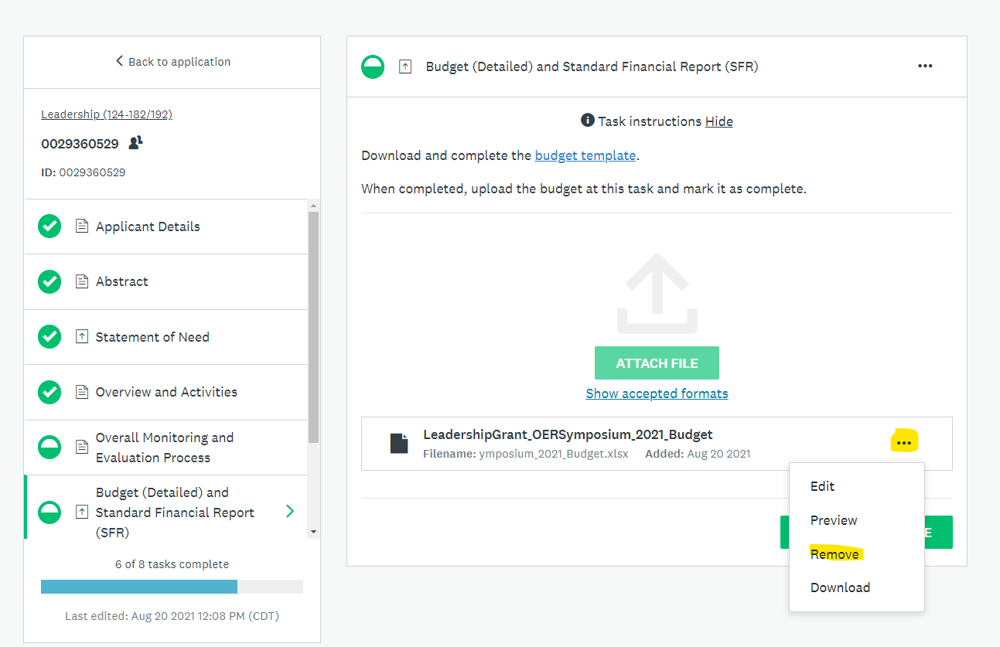 Back to application
Leadership (124-182/192)
0029360529
ID: 0029360529
Applicant Details
Abstract
Statement of Need
Overview and Activities
Overall Monitoring and
Evaluation Process
Budget (Detailed) and
Standard Financial Report
(SFR)
6 of 8 tasks complete
Last edited: Aug 20 2021 12:08 PM (CDT)
Budget (Detailed) and Standard Financial Report (SFR)
Task instructions Hide
Download and complete the budget template.
When completed, upload the budget at this task and mark it as complete.
ATTACH FILE
Show accepted formats
LeadershipGrant_OERSymposium_2021_Budget
Filename: ymposium_2021_Budget.xlsx Added: Aug 20 2021
Edit
Preview
Remove
Download
E